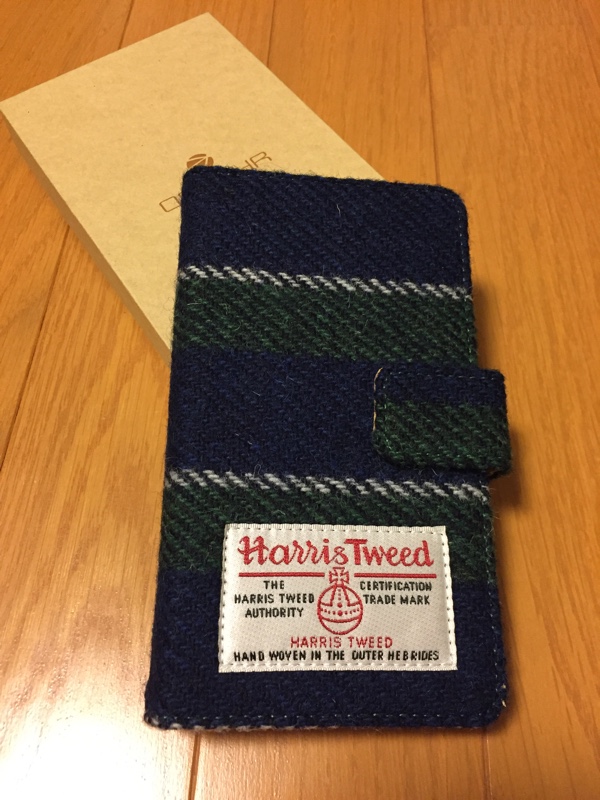 Harris Tweed
THE
HARRIS TWEED
AUTHORITY
CERTIFICATION
TRADE MARK
HARRIS TWEED
HAND WOVEN IN THE OUTER HEBRIDES